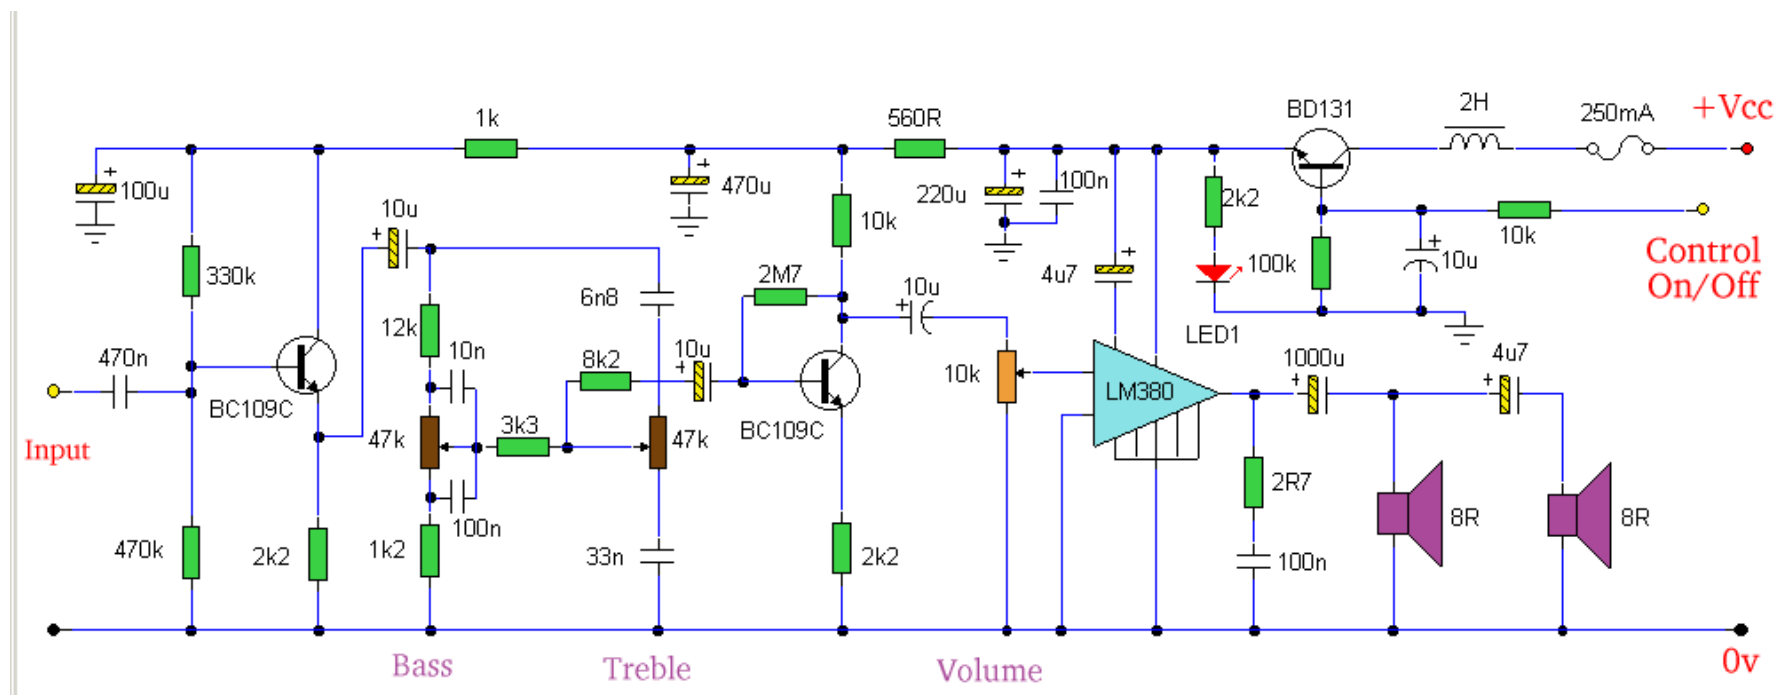 BD131
2H
250mA
+Vcc
1k
560R
100u
470u
220u
100n
2k2
10k
10u
10k
10u
Control
On/Off
330k
6n8
2M7
4u7
100k
10u
LED1
12k
10n
8k2
10u
1000u
4u7
470n
BC109C
3k3
47k
47k
BC109C
10k
LM380
Input
2R7
8R
8R
100n
470k
2k2
1k2
33n
2k2
100n
Bass
Treble
Volume
0v